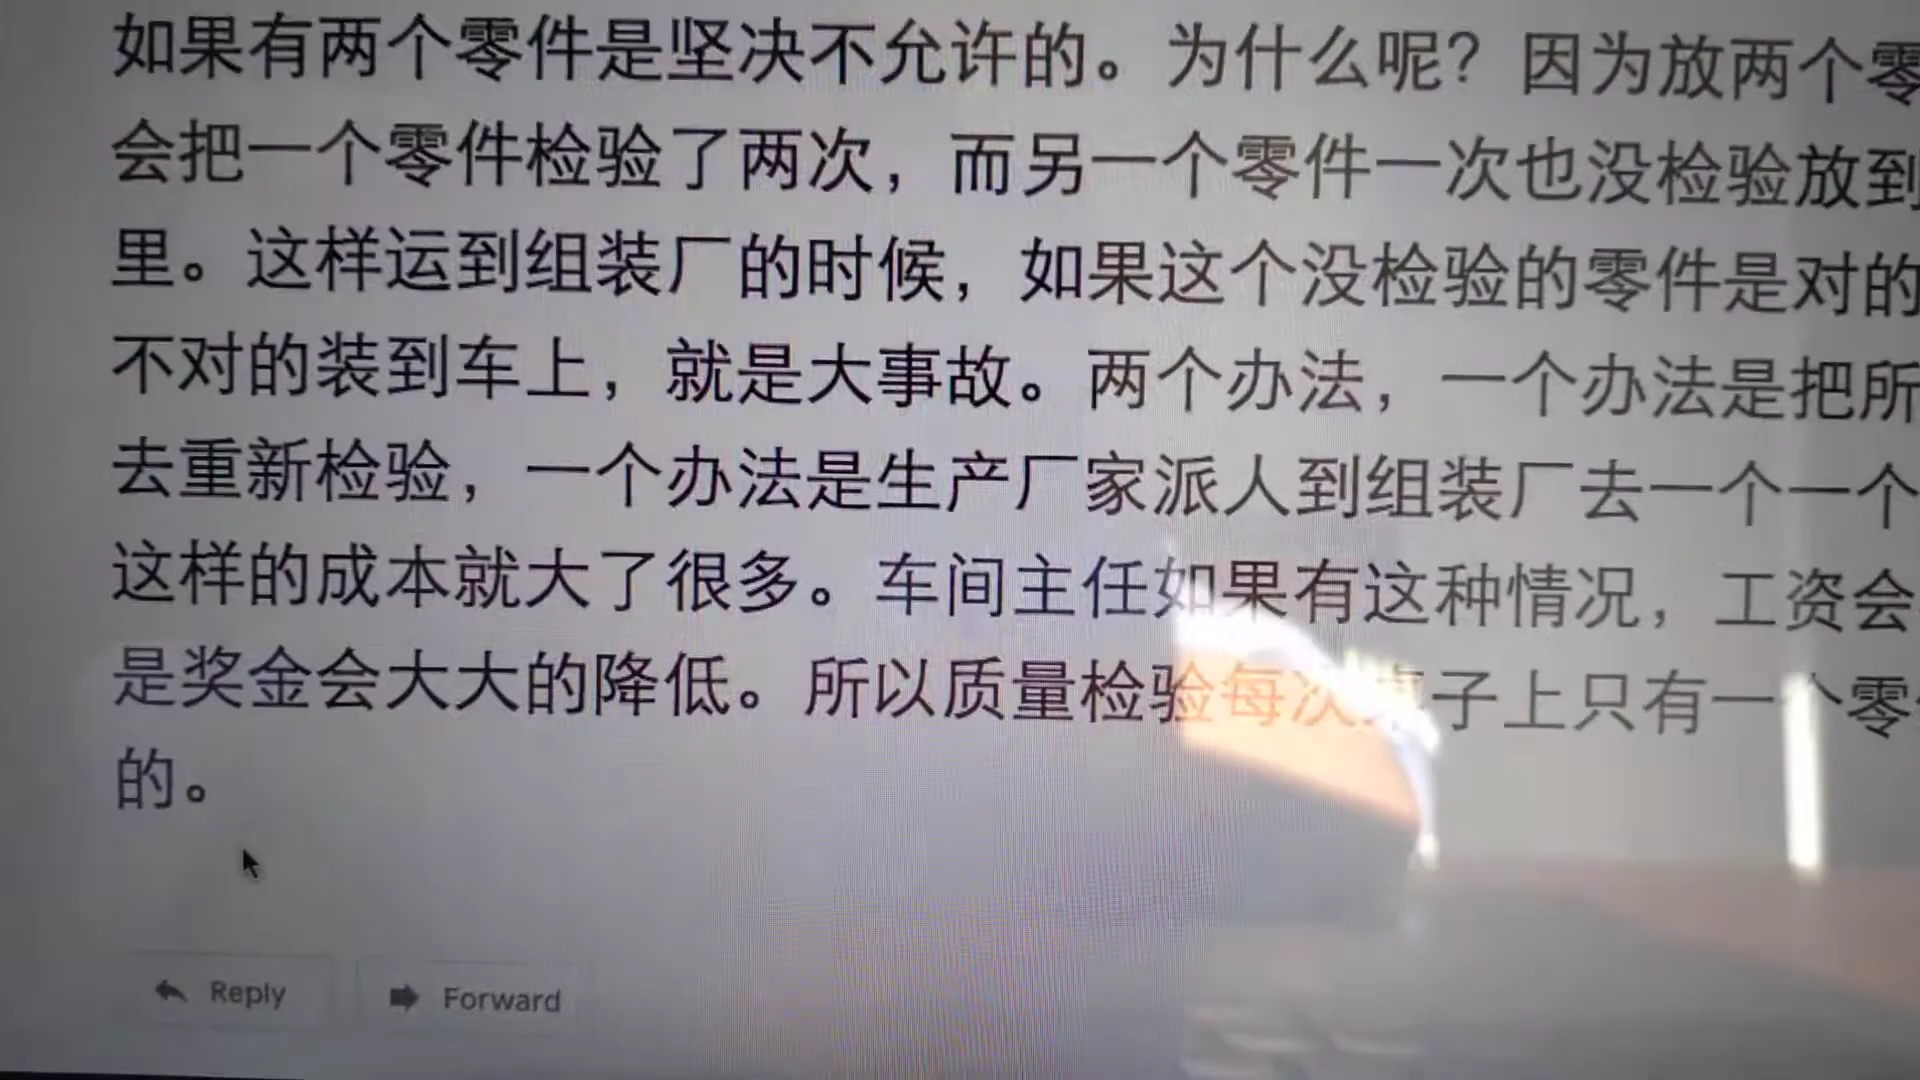 如果有两个零件是坚决不允许的。为什么呢？因为放两个零
会把一个零件检验了两次，而另一个零件一次也没检验放到
里。这样运到组装厂的时候，如果这个没检验的零件是对的
不对的装到车上，就是大事故。两个办法，一个办法是把所
去重新检验，一个办法是生产厂家派人到组装厂去一个一个
这样的成本就大了很多。车间主任如果有这种情况，工资会
是奖金会大大的降低。所以质量检验每次桌子上只有一个零
的。
Reply
Forward